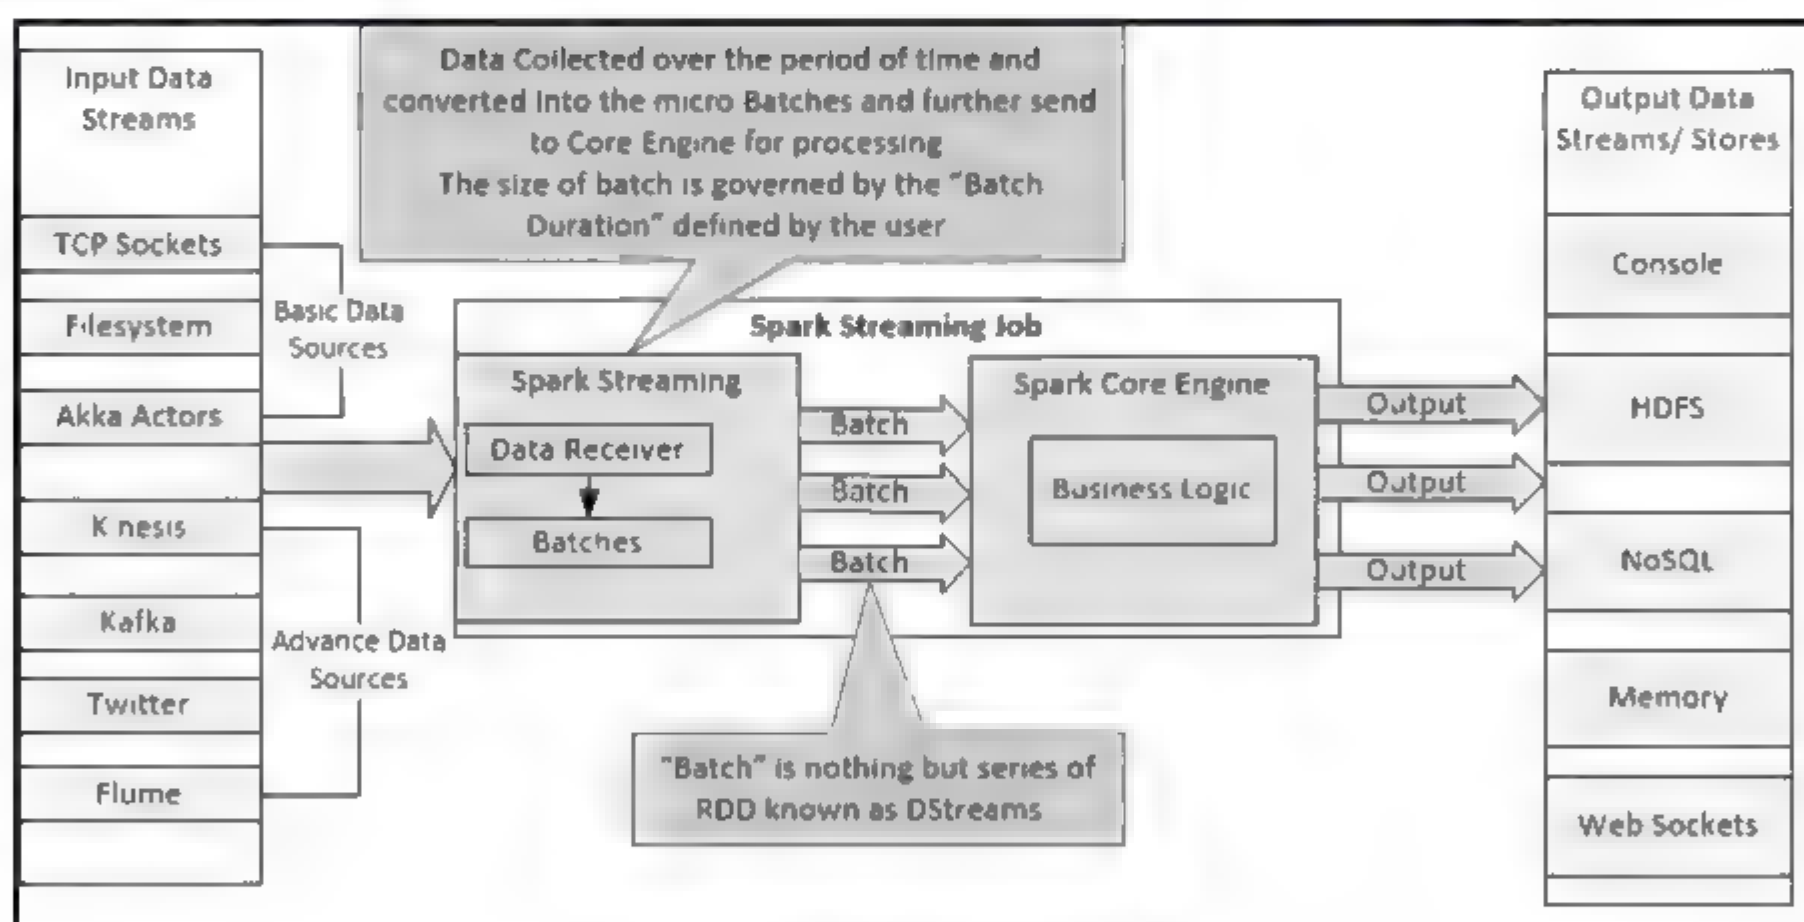 Input Data
Streams
TCP Sockets
Filesystem
Akka Actors
Kinesis
Kafka
Twitter
Flume
Basic Data
Sources
Advance Data
Sources
Data Collected over the period of time and
converted into the micro Batches and further send
to Core Engine for processing
The size of batch is governed by the "Batch
Duration" defined by the user
Spark Streaming Job
Spark Streaming
Data Receiver
Batches
Batch
Batch
Batch
Spark Core Engine
Business Logic
"Batch" is nothing but series of
RDD known as DStreams
Output
Output
Output
Output Data
Streams/ Stores
Console
HDFS
NoSQL
Memory
Web Sockets